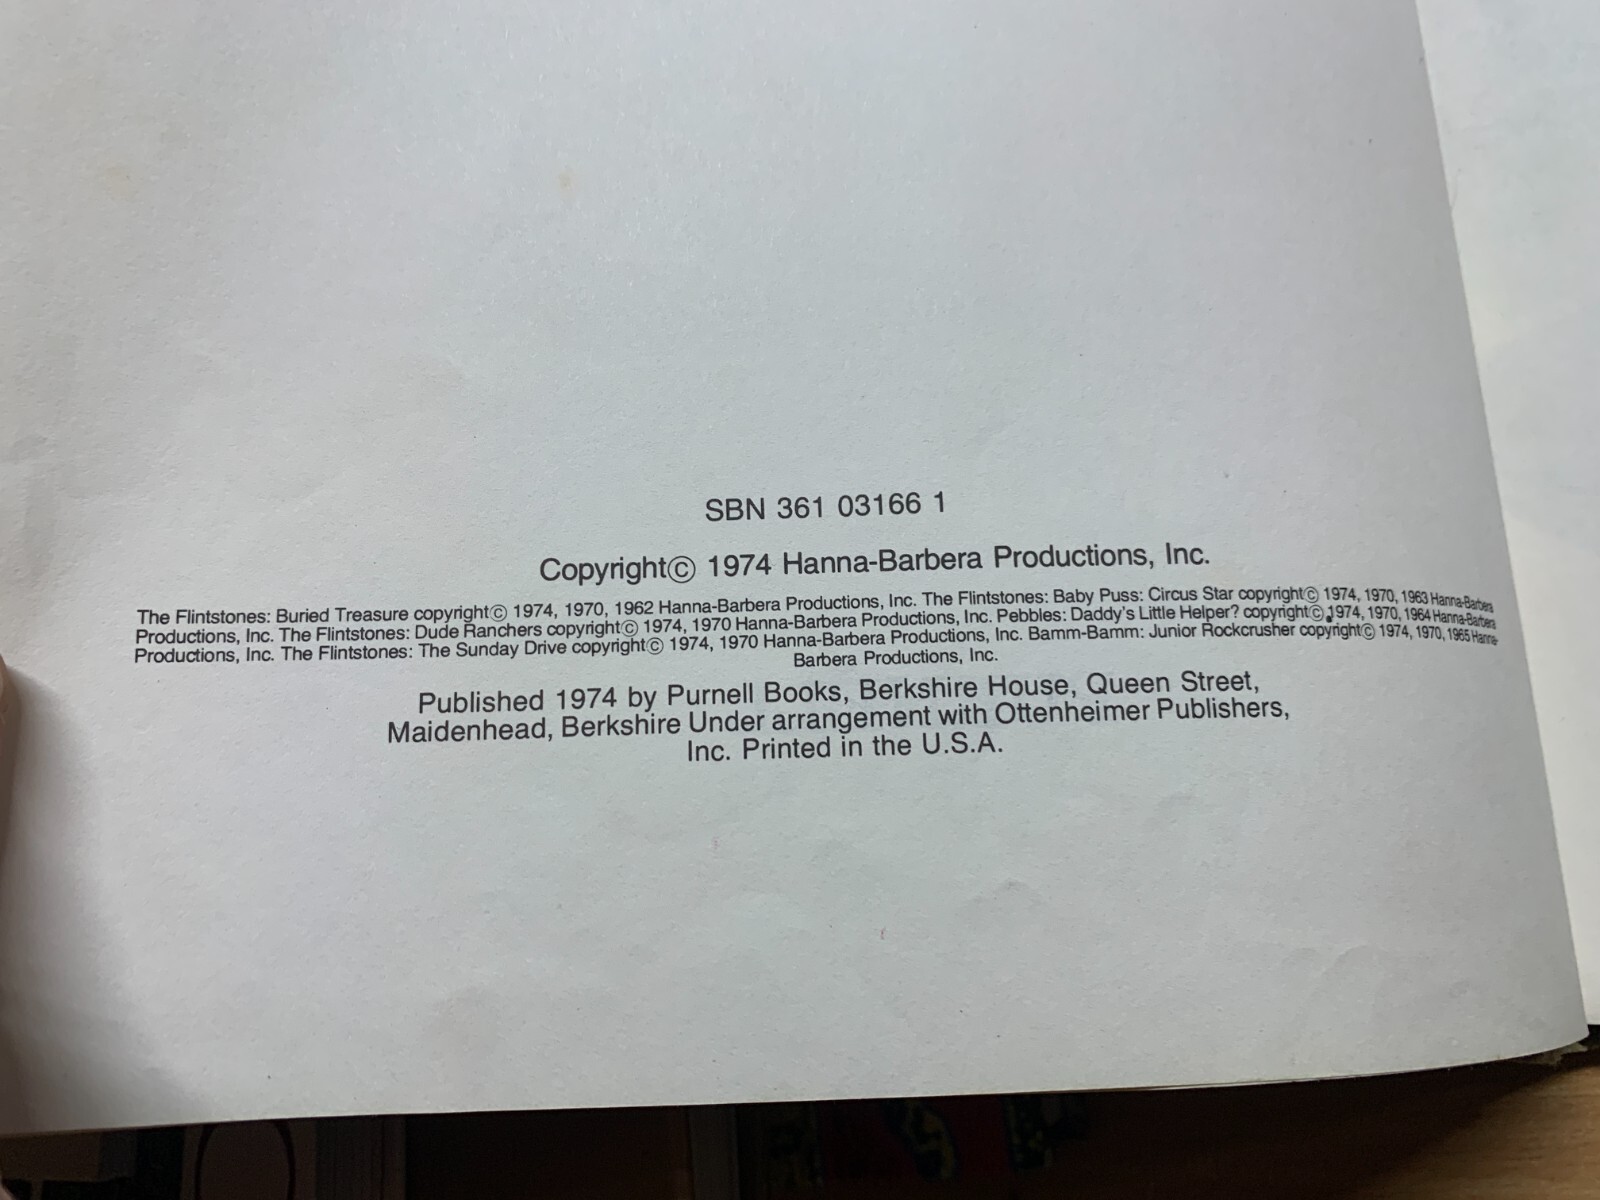 SBN 361 03166 1
Copyright© 1974 Hanna-Barbera Productions, Inc.
The Flintstones: Buried Treasure copyright© 1974, 1970, 1962 Hanna-Barbera Productions, Inc. The Flintstones: Baby Puss: Circus Star copyright© 1974, 1970, 1963 Hanna-Barbera
Productions, Inc. The Flintstones: Dude Ranchers copyright© 1974, 1970 Hanna-Barbera Productions, Inc. Pebbles: Daddy's Little Helper? copyright© 1974, 1970, 1964 Hanna-Barbera
Productions, Inc. The Flintstones: The Sunday Drive copyright© 1974, 1970 Hanna-Barbera Productions, Inc. Bamm-Bamm: Junior Rockcrusher copyright© 1974, 1970, 1965 Hanna-
Barbera Productions, Inc.
Published 1974 by Purnell Books, Berkshire House, Queen Street,
Maidenhead, Berkshire Under arrangement with Ottenheimer Publishers,
Inc. Printed in the U.S.A.